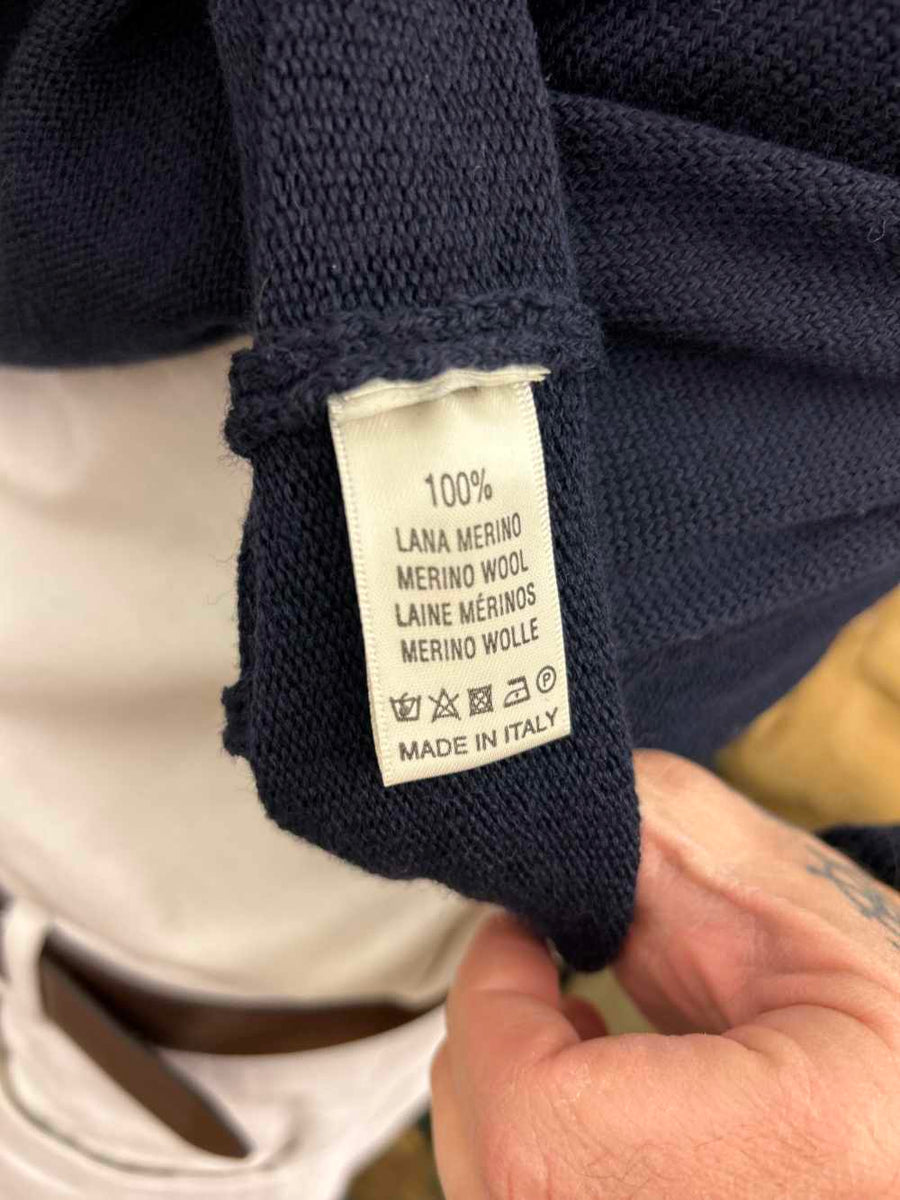 100%
LANA MERINO
MERINO WOOL
LAINE MÉRINOS
MERINO WOLLE
P
MADE IN ITALY